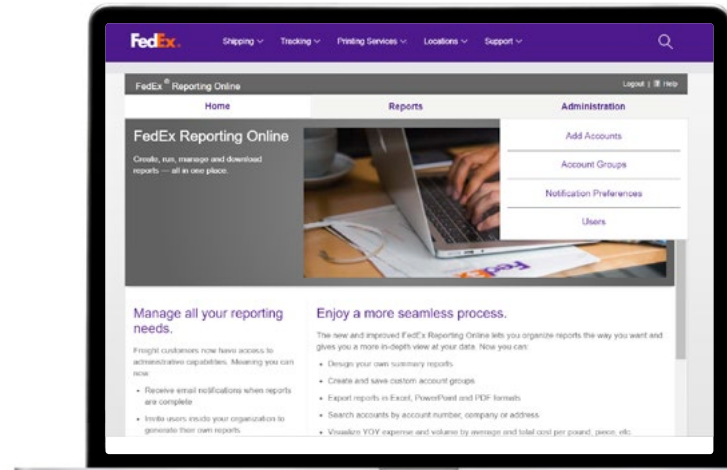 FedEx.
Shipping Tracking Printing Services Locations Support
FedEx® Reporting Online
Logout | Help
Home Reports Administration
FedEx Reporting Online
Create, run, manage and download
reports — all in one place.
Add Accounts
Account Groups
Notification Preferences
Users
FedEx
Manage all your reporting
needs.
Freight customers now have access to
administrative capabilities. Meaning you can
now:
• Receive email notifications when reports
are complete
• Invite users inside your organization to
generate their own reports
Enjoy a more seamless process.
The new and improved FedEx Reporting Online lets you organize reports the way you want and
gives you a more in-depth view at your data. Now you can:
• Design your own summary reports
• Create and save custom account groups
• Export reports in Excel, PowerPoint and PDF formats
• Search accounts by account number, company or address
• Visualize YOY expense and volume by average and total cost per pound, piece, etc